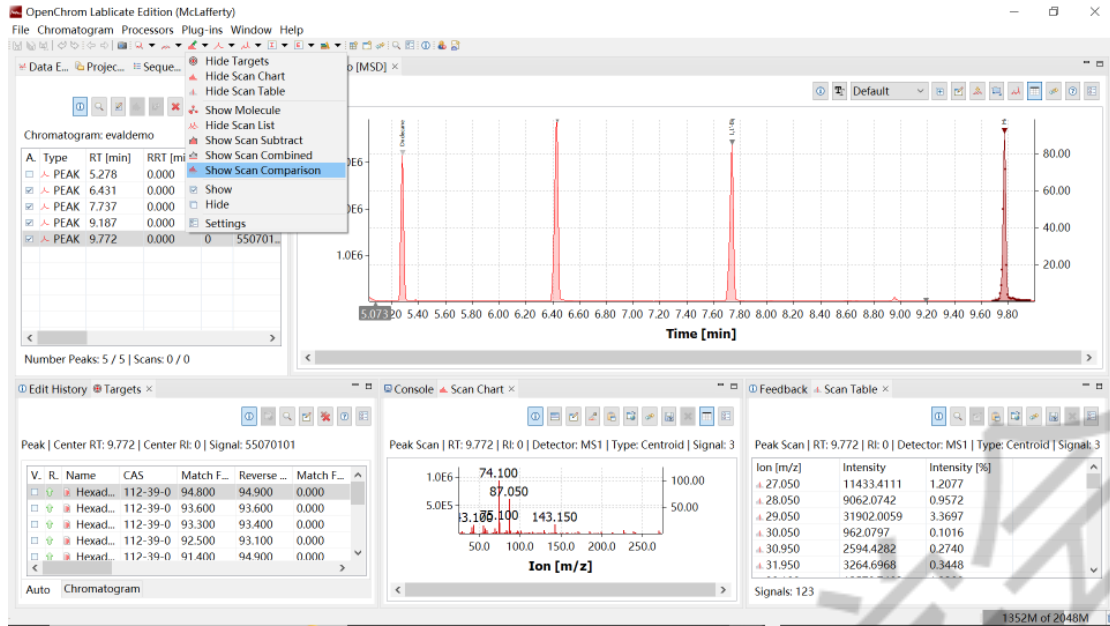 OpenChrom Lablicate Edition (McLafferty)
File Chromatogram Processors Plug-ins Window Help
Data E... Projec... Seque...
o [MSD]
Hide Targets
Hide Scan Chart
Hide Scan Table
Show Molecule
Hide Scan List
Show Scan Subtract
Show Scan Combined
Show Scan Comparison
Show
Hide
Settings
Default
Chromatogram: evaldemo
A. Type RT [min] RRT [mi
PEAK 5.278 0.000
PEAK 6.431 0.000
PEAK 7.737 0.000
PEAK 9.187 0.000
PEAK 9.772 0.000 0 550701...
Number Peaks: 5 / 5 | Scans: 0 / 0
1.0E6
80.00
60.00
40.00
20.00
5.073 20 5.40 5.60 5.80 6.00 6.20 6.40 6.60 6.80 7.00 7.20 7.40 7.60 7.80 8.00 8.20 8.40 8.60 8.80 9.00 9.20 9.40 9.60 9.80
Time [min]
Edit History Targets
Peak | Center RT: 9.772 | Center RI: 0 | Signal: 55070101
V.. R.. Name CAS Match F... Reverse ... Match F...
Hexad... 112-39-0 94.800 94.900 0.000
Hexad... 112-39-0 93.600 93.600 0.000
Hexad... 112-39-0 93.300 93.400 0.000
Hexad... 112-39-0 92.500 93.100 0.000
Hexad... 112-39-0 91.400 94.900 0.000
Auto Chromatogram
Console Scan Chart
Peak Scan | RT: 9.772 | RI: 0 | Detector: MS1 | Type: Centroid | Signal: 3
1.0E6
5.0E5
74.100
87.050
143.150
100.00
50.00
50.0 100.0 150.0 200.0 250.0
Ion [m/z]
Feedback Scan Table
Peak Scan | RT: 9.772 | RI: 0 | Detector: MS1 | Type: Centroid | Signal: 3
Ion [m/z] Intensity Intensity [%]
27.050 11433.4111 1.2077
28.050 9062.0742 0.9572
29.050 31902.0059 3.3697
30.050 962.0797 0.1016
30.950 2594.4282 0.2740
31.950 3264.6968 0.3448
Signals: 123
1352M of 2048M